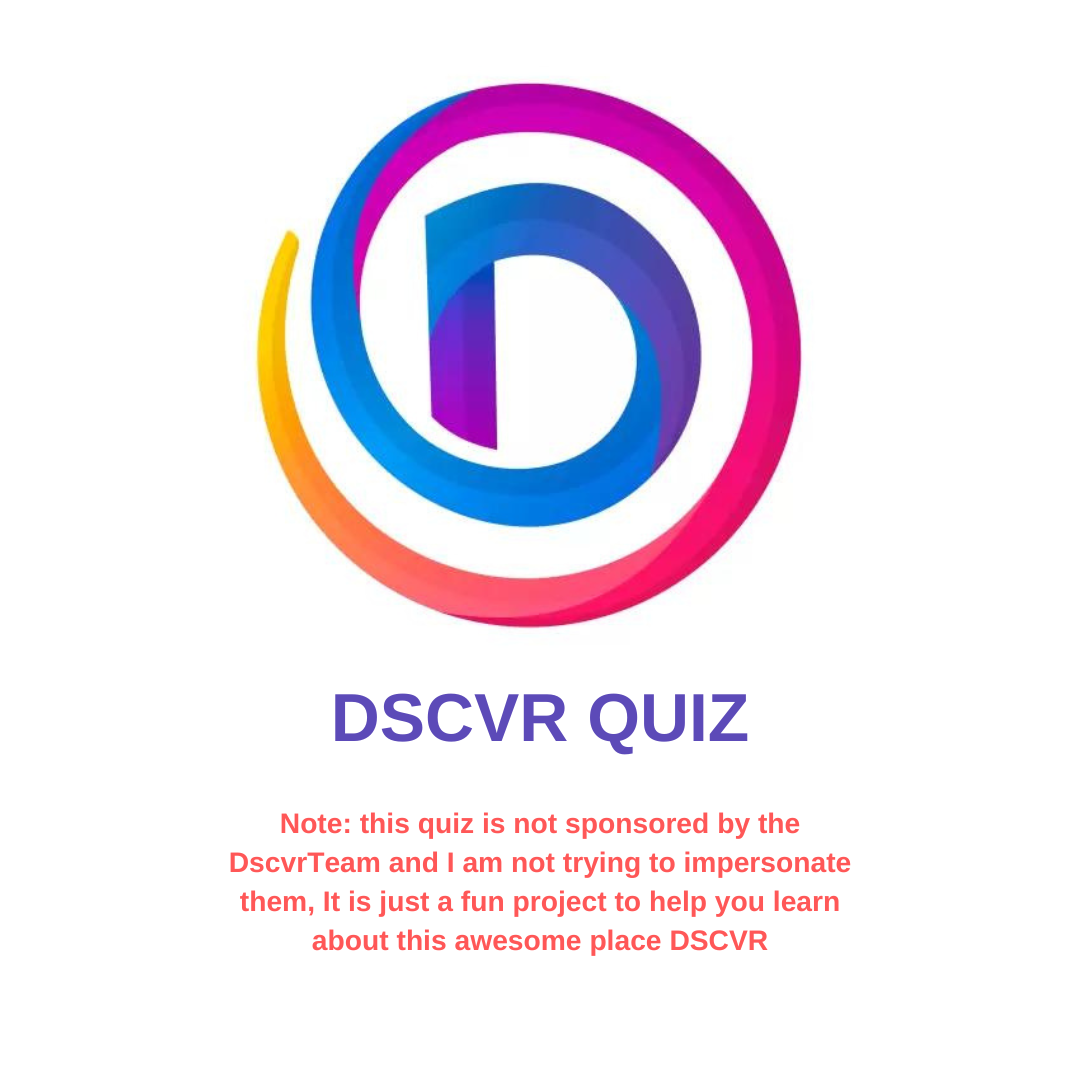 DSCVR QUIZ
Note: this quiz is not sponsored by the
DscvrTeam and I am not trying to impersonate
them, It is just a fun project to help you learn
about this awesome place DSCVR